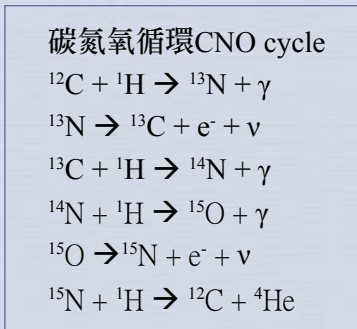 碳氮氧循環CNO cycle
¹²C + ¹H → ¹³N + γ
¹³N → ¹³C + e⁻ + ν
¹³C + ¹H → ¹⁴N + γ
¹⁴N + ¹H → ¹⁵O + γ
¹⁵O →¹⁵N + e⁻ + ν
¹⁵N + ¹H → ¹²C + ⁴He